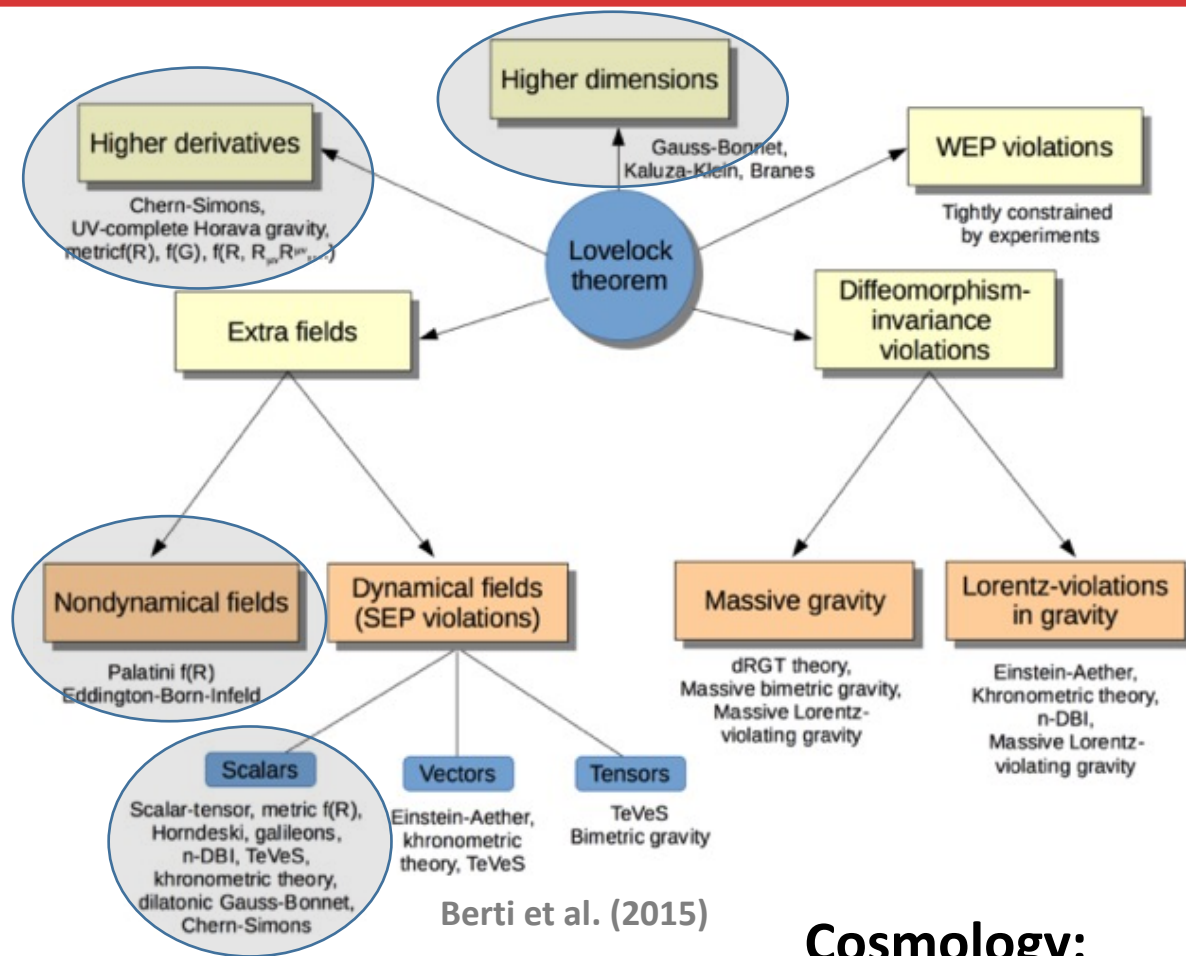 Higher dimensions
Gauss-Bonnet,
Kaluza-Klein, Branes
Higher derivatives
Chern-Simons,
UV-complete Horava gravity,
metricf(R), f(G), f(R, RμνRμν,...)
WEP violations
Tightly constrained
by experiments
Lovelock
theorem
Extra fields
Diffeomorphism-
invariance
violations
Nondynamical fields
Palatini f(R)
Eddington-Born-Infeld
Dynamical fields
(SEP violations)
Massive gravity
dRGT theory,
Massive bimetric gravity,
Massive Lorentz-
violating gravity
Lorentz-violations
in gravity
Einstein-Aether,
Khronometric theory,
n-DBI,
Massive Lorentz-
violating gravity
Scalars
Scalar-tensor, metric f(R),
Horndeski, galileons,
n-DBI, TeVeS,
khronometric theory,
dilatonic Gauss-Bonnet,
Chern-Simons
Vectors
Einstein-Aether,
khronometric
theory, TeVeS
Tensors
TeVeS
Bimetric gravity
Berti et al. (2015)
Cosmology: